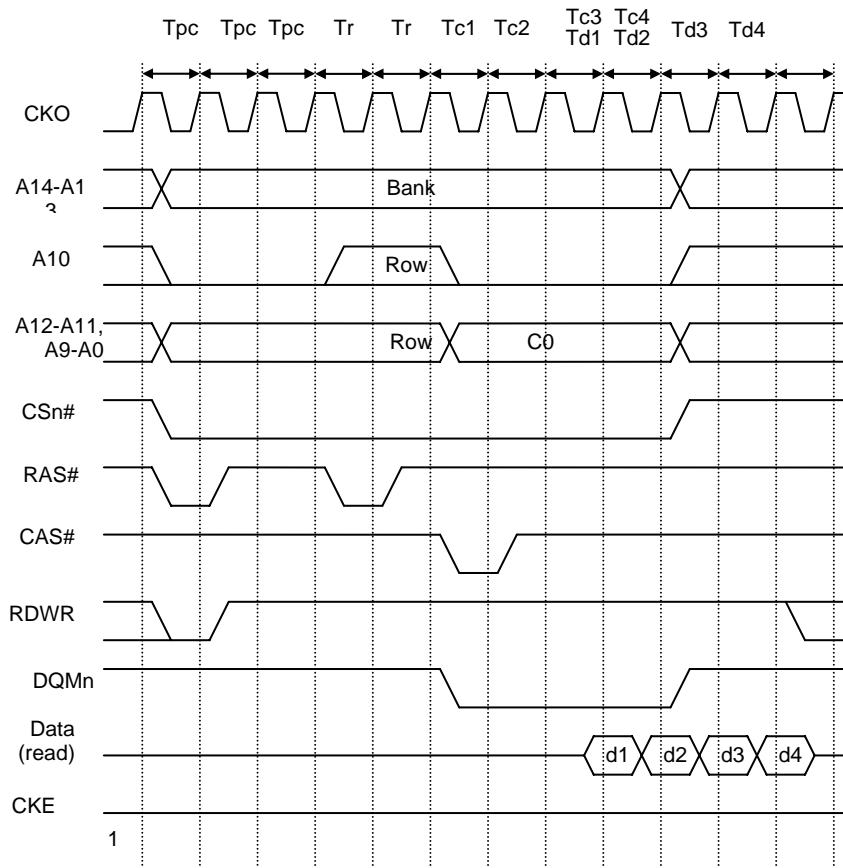 Tpc Tpc Tpc Tr Tr Tc1 Tc2 Tc3 Tc4
Td1 Td2 Td3 Td4
CKO
A14-A1
3
Bank
A10
Row
A12-A11,
A9-A0
Row C0
CSn#
RAS#
CAS#
RDWR
DQMn
Data
(read)
d1 d2 d3 d4
CKE
1